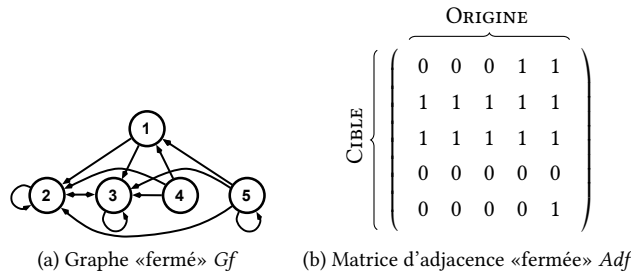 ORIGINE
CIBLE
0 0 0 1 1
1 1 1 1 1
1 1 1 1 1
0 0 0 0 0
0 0 0 0 1
1
2 3 4 5
(a) Graphe «fermé» Gf
(b) Matrice d'adjacence «fermée» Adf